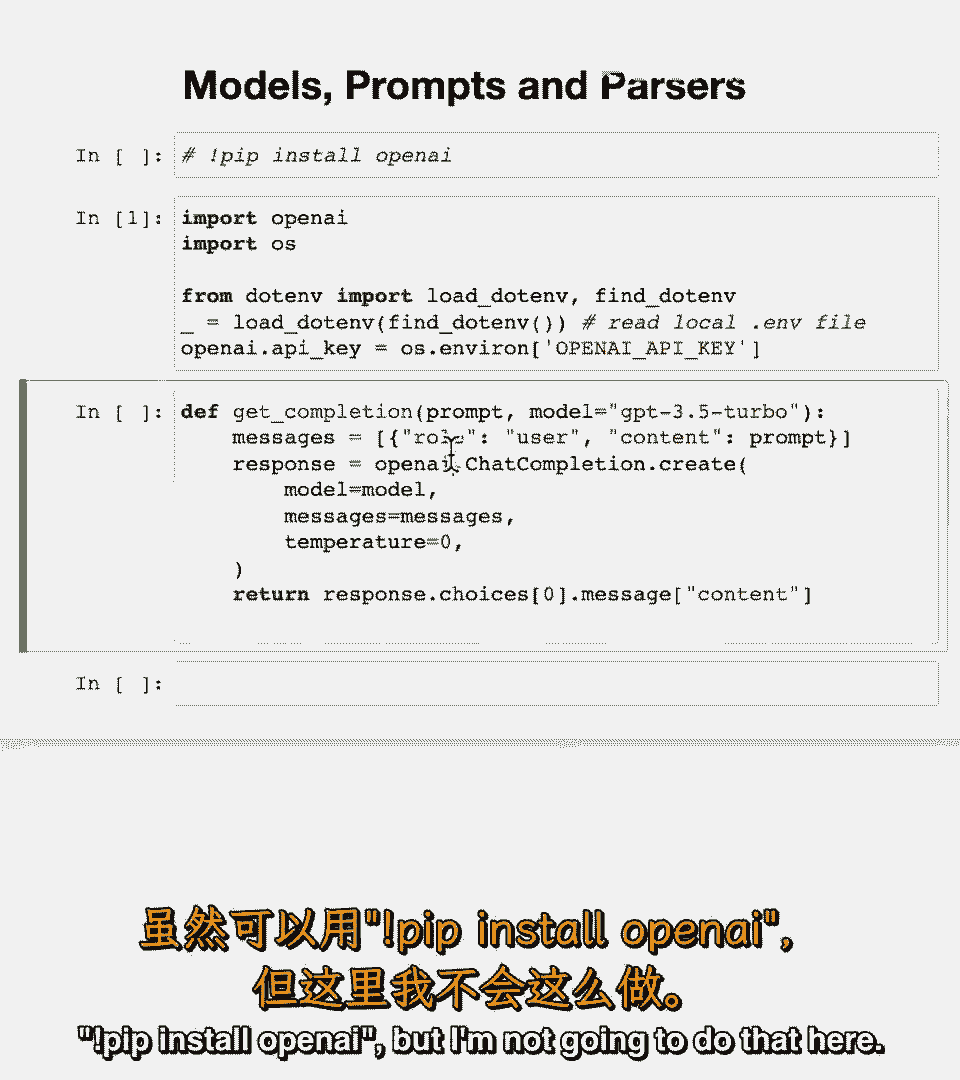 Models, Prompts and Parsers
In [ ]: # !pip install openai
In [1]: import openai
import os
from dotenv import load_dotenv, find_dotenv
_ = load_dotenv(find_dotenv()) # read local .env file
openai.api_key = os.environ['OPENAI_API_KEY']
In [ ]: def get_completion(prompt, model="gpt-3.5-turbo"):
messages = [{"role": "user", "content": prompt}]
response = openai.ChatCompletion.create(
model=model,
messages=messages,
temperature=0,
)
return response.choices[0].message["content"]
In [ ]:
虽然可以用"!pip install openai",
但这里我不会这么做。
"!pip install openai", but I'm not going to do that here.